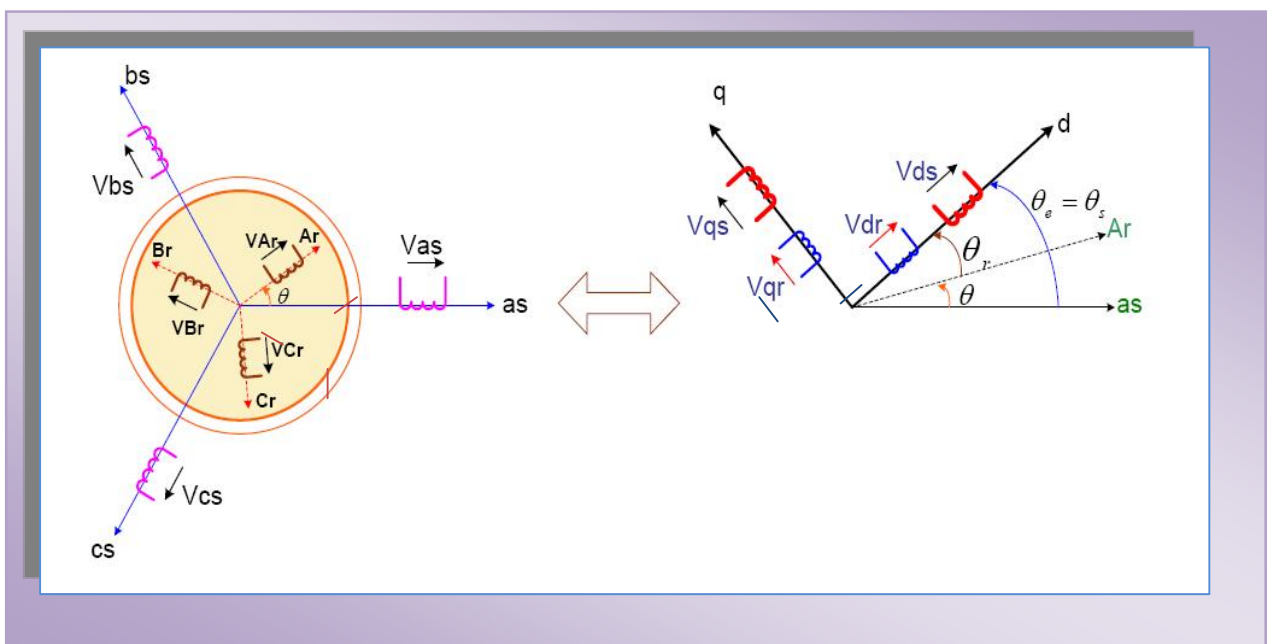 bs
Vbs
VAr
Ar
Br
θ
VBr
VCr
Cr
Vas
as
Vcs
cs
q
d
Vds
Vqs
Vdr
Vqr
θe = θs
Ar
θr
θ
as